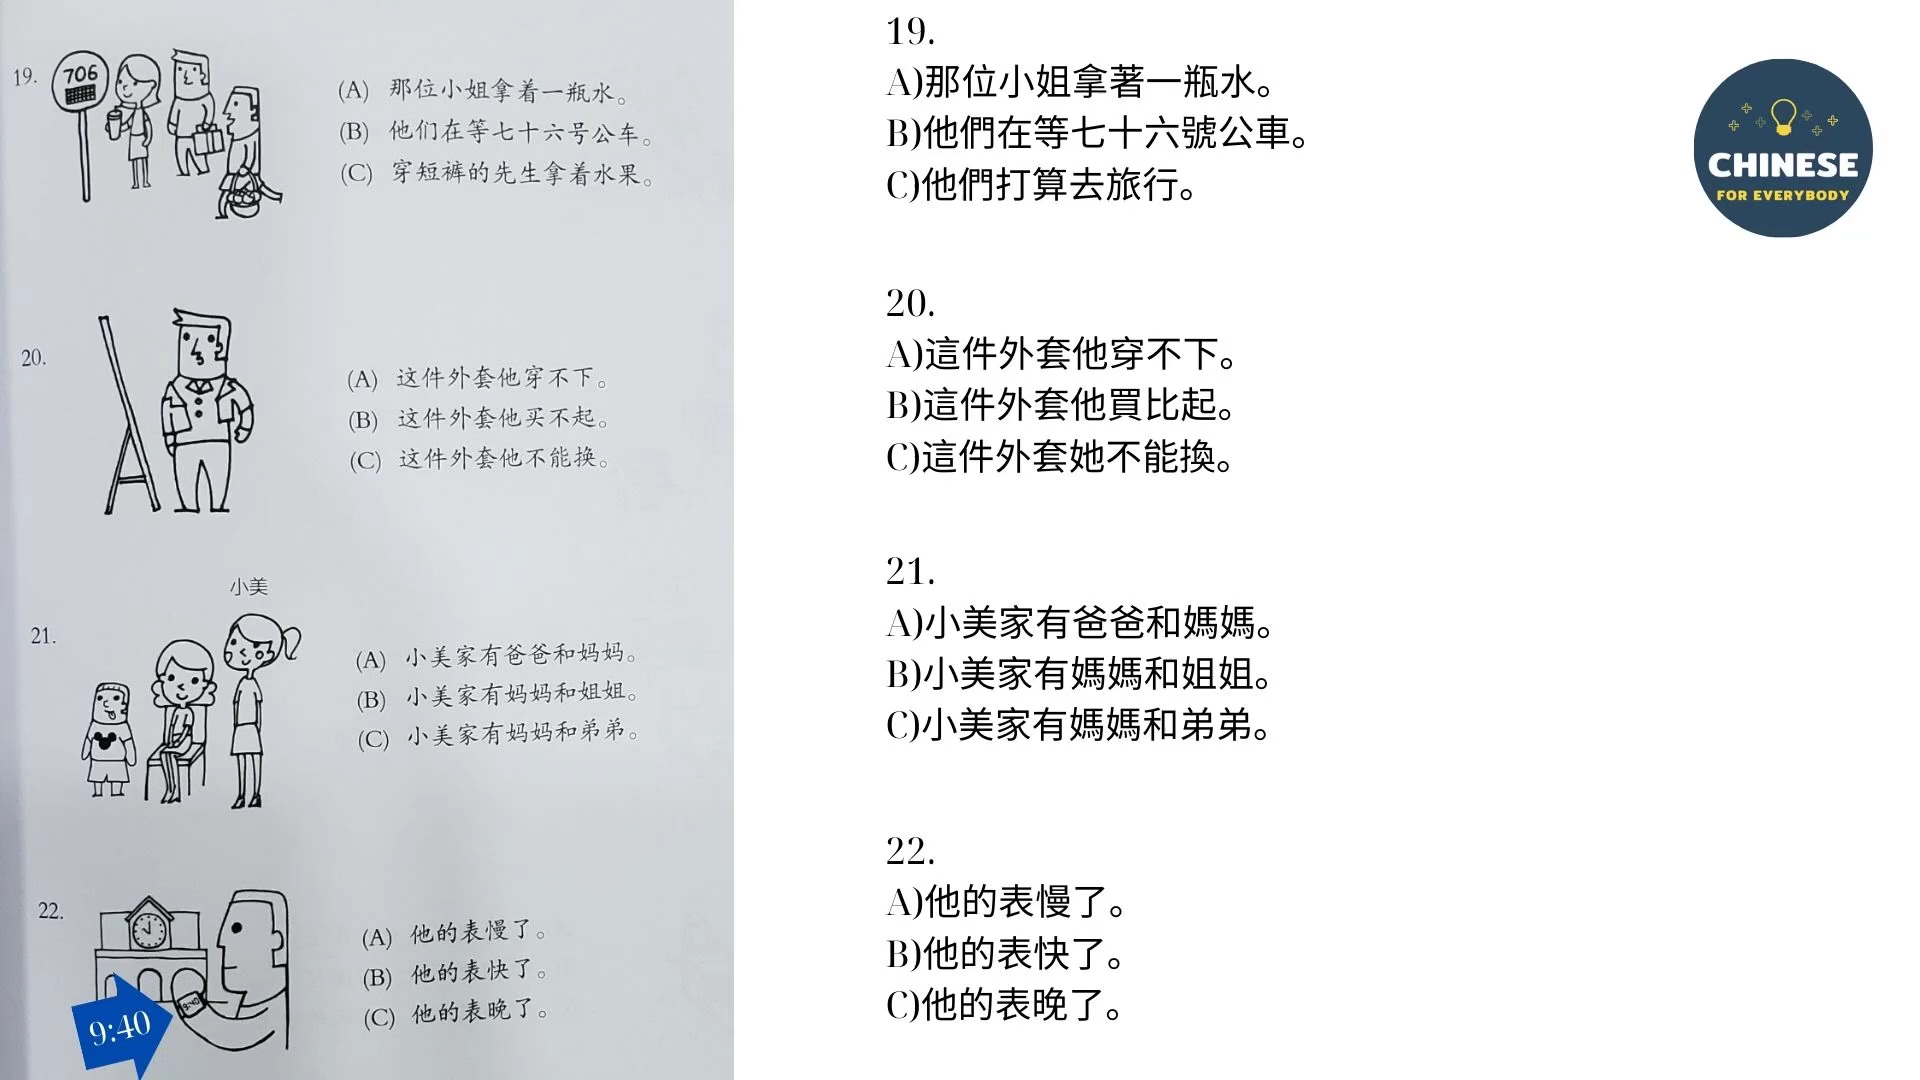 19.
706
(A) 那位小姐拿着一瓶水。
(B) 他们在等七十六号公车。
(C) 穿短裤的先生拿着水果。
20.
(A) 这件外套他穿不下。
(B) 这件外套他买不起。
(C) 这件外套他不能换。
小美
21.
(A) 小美家有爸爸和妈妈。
(B) 小美家有妈妈和姐姐。
(C) 小美家有妈妈和弟弟。
22.
(A) 他的表慢了。
(B) 他的表快了。
(C) 他的表晚了。
9:40
9:40
19.
A)那位小姐拿著一瓶水。
B)他們在等七十六號公車。
C)他們打算去旅行。
20.
A)這件外套他穿不下。
B)這件外套他買比起。
C)這件外套她不能換。
21.
A)小美家有爸爸和媽媽。
B)小美家有媽媽和姐姐。
C)小美家有媽媽和弟弟。
22.
A)他的表慢了。
B)他的表快了。
C)他的表晚了。
CHINESE
FOR EVERYBODY